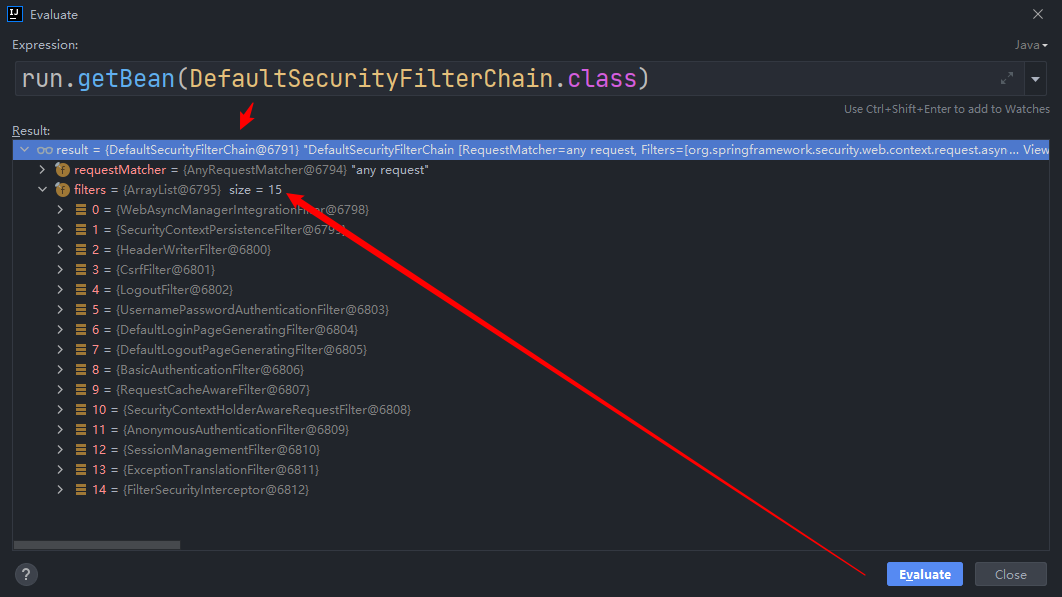 Evaluate
Expression:
Java
run.getBean(DefaultSecurityFilterChain.class)
Use Ctrl+Shift+Enter to add to Watches
Result:
result = {DefaultSecurityFilterChain@6791} "DefaultSecurityFilterChain [RequestMatcher=any request, Filters=[org.springframework.security.web.context.request.asyn... View
requestMatcher = {AnyRequestMatcher@6794} "any request"
filters = {ArrayList@6795} size = 15
0 = {WebAsyncManagerIntegrationFilter@6798}
1 = {SecurityContextPersistenceFilter@6799}
2 = {HeaderWriterFilter@6800}
3 = {CsrfFilter@6801}
4 = {LogoutFilter@6802}
5 = {UsernamePasswordAuthenticationFilter@6803}
6 = {DefaultLoginPageGeneratingFilter@6804}
7 = {DefaultLogoutPageGeneratingFilter@6805}
8 = {BasicAuthenticationFilter@6806}
9 = {RequestCacheAwareFilter@6807}
10 = {SecurityContextHolderAwareRequestFilter@6808}
11 = {AnonymousAuthenticationFilter@6809}
12 = {SessionManagementFilter@6810}
13 = {ExceptionTranslationFilter@6811}
14 = {FilterSecurityInterceptor@6812}
? Evaluate Close